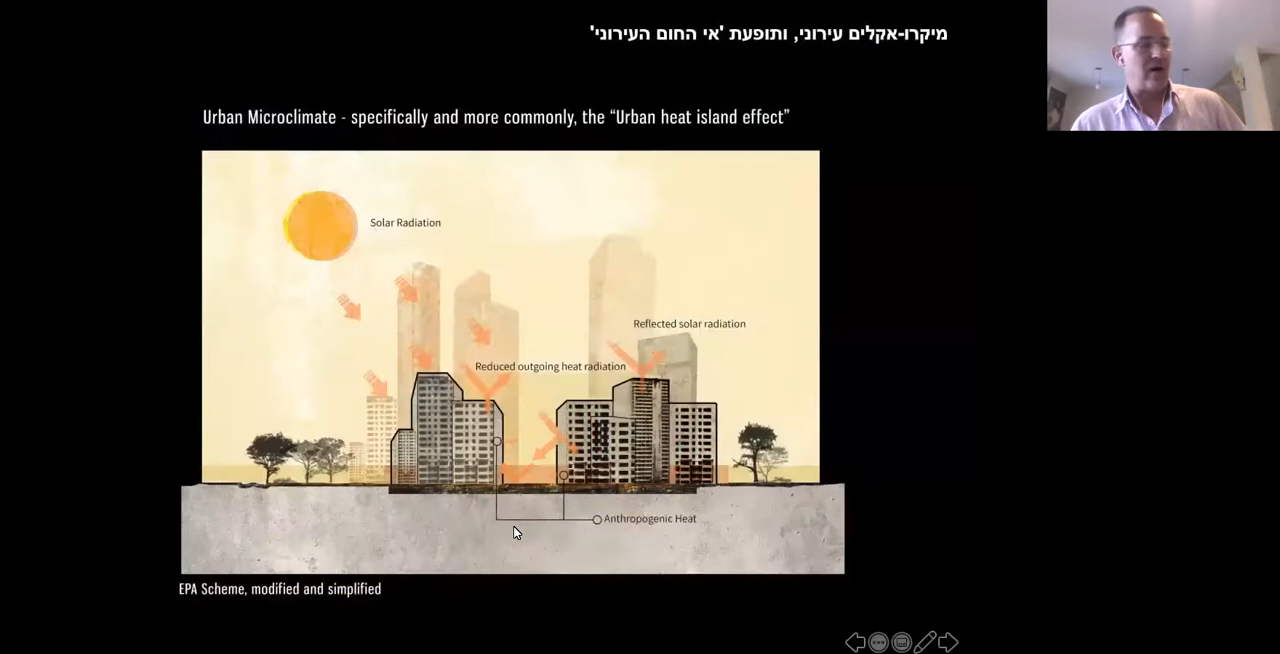 מיקרו-אקלים עירוני, ותופעת 'אי החום העירוני'
Urban Microclimate - specifically and more commonly, the “Urban heat island effect”
Solar Radiation
Reflected solar radiation
Reduced outgoing heat radiation
Anthropogenic Heat
EPA Scheme, modified and simplified